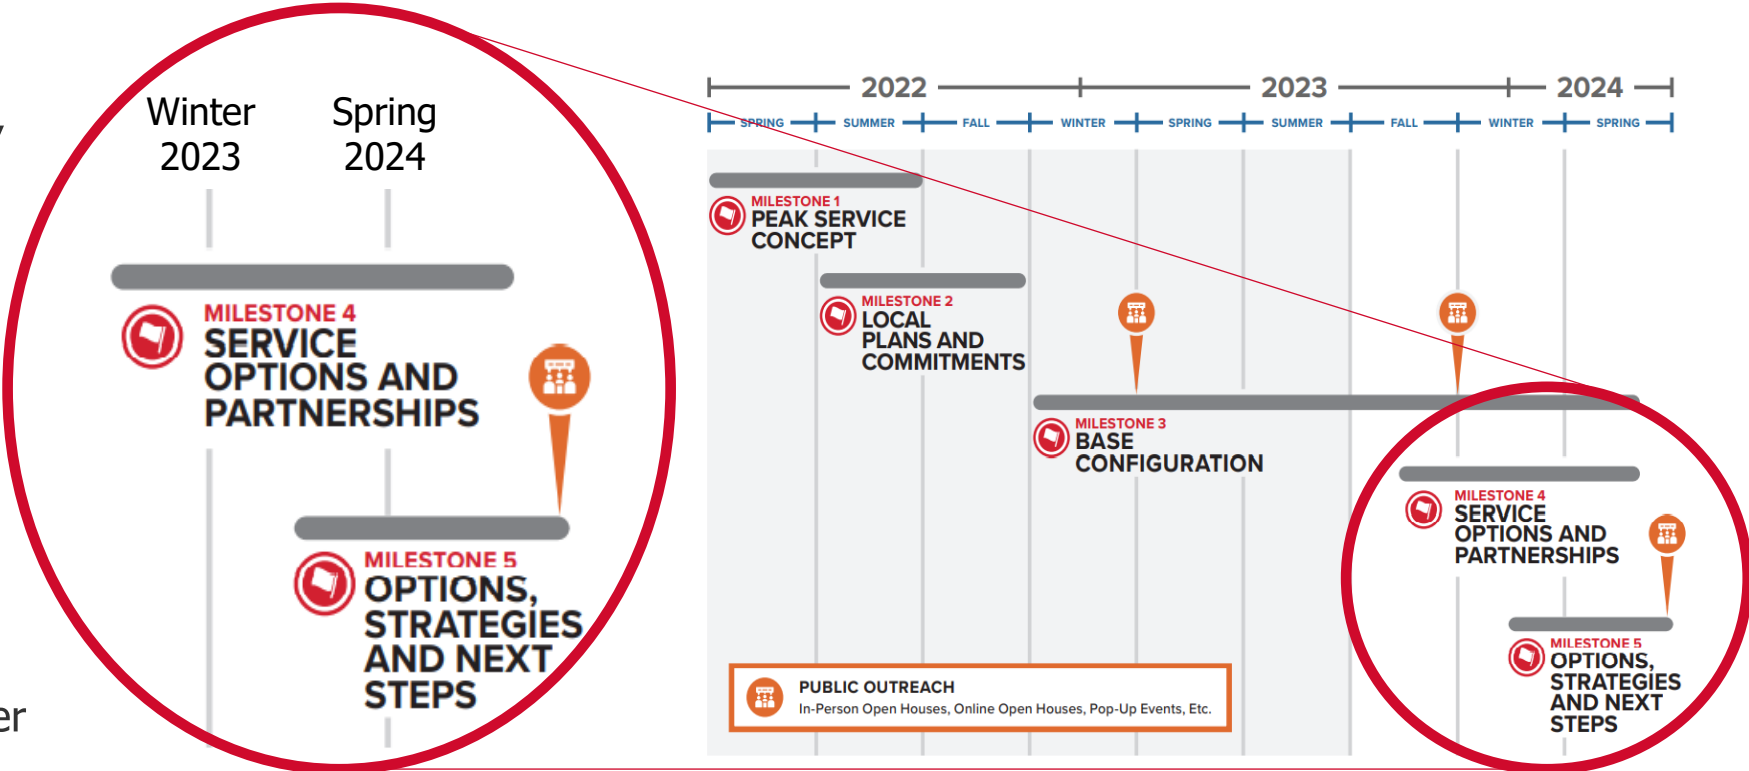 Winter
2023
Spring
2024
MILESTONE 4
SERVICE
OPTIONS AND
PARTNERSHIPS
MILESTONE 5
OPTIONS,
STRATEGIES
AND NEXT
STEPS
er
2022 2023 2024
SPRING SUMMER FALL WINTER SPRING SUMMER FALL WINTER SPRING
MILESTONE 1
PEAK SERVICE
CONCEPT
MILESTONE 2
LOCAL
PLANS AND
COMMITMENTS
MILESTONE 3
BASE
CONFIGURATION
MILESTONE 4
SERVICE
OPTIONS AND
PARTNERSHIPS
MILESTONE 5
OPTIONS,
STRATEGIES
AND NEXT
STEPS
PUBLIC OUTREACH
In-Person Open Houses, Online Open Houses, Pop-Up Events, Etc.